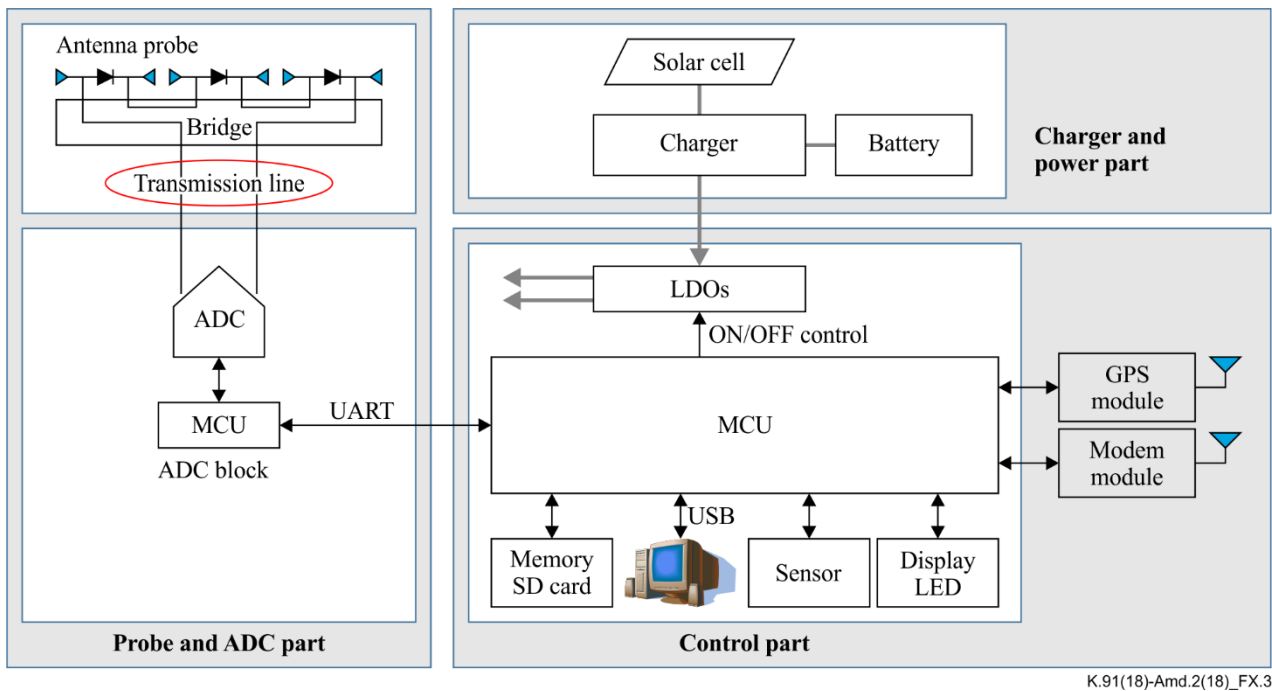 Antenna probe
Bridge
Transmission line
ADC
MCU
ADC block
UART
Probe and ADC part
Solar cell
Charger
Battery
Charger and
power part
LDOs
ON/OFF control
MCU
GPS
module
Modem
module
USB
Memory
SD card
Sensor
Display
LED
Control part
K.91(18)-Amd.2(18)_FX.3